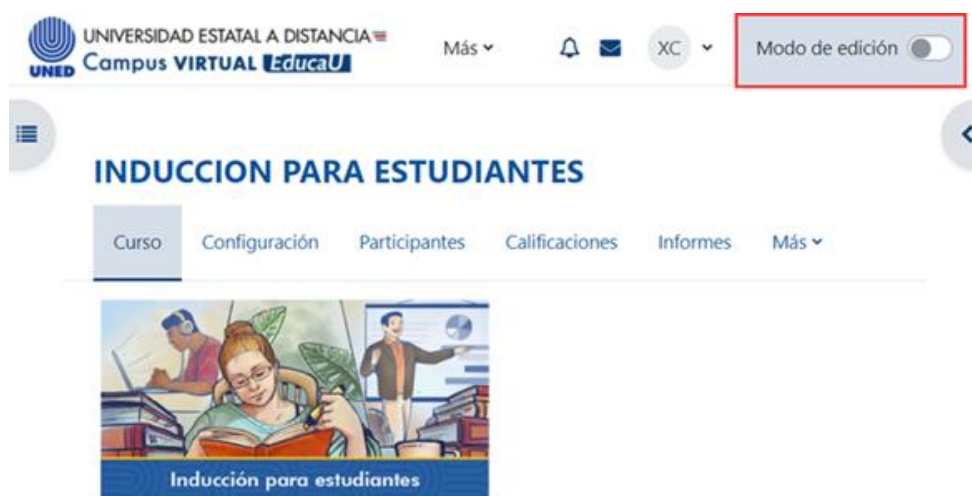 UNIVERSIDAD ESTATAL A DISTANCIA
UNED Campus VIRTUAL EducaU
Más
XC
Modo de edición
INDUCCION PARA ESTUDIANTES
Curso Configuración Participantes Calificaciones Informes Más
Inducción para estudiantes